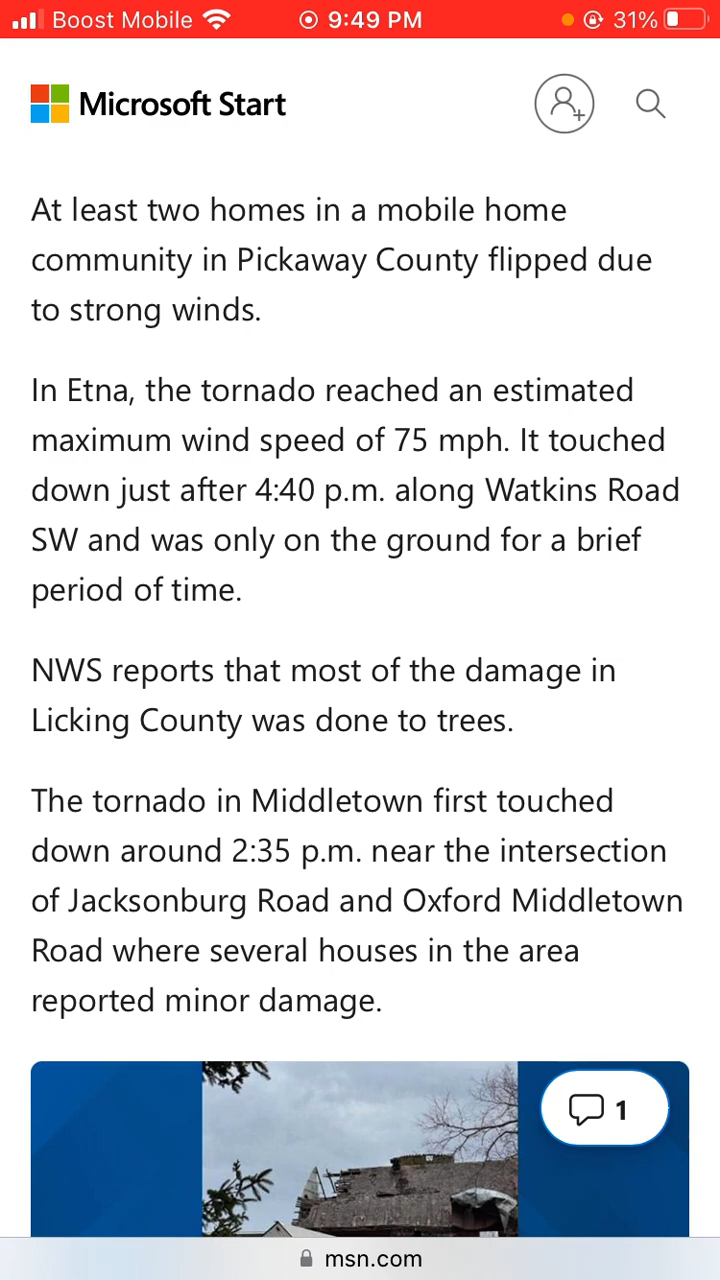 Boost Mobile 9:49 PM 31%
Microsoft Start
At least two homes in a mobile home
community in Pickaway County flipped due
to strong winds.
In Etna, the tornado reached an estimated
maximum wind speed of 75 mph. It touched
down just after 4:40 p.m. along Watkins Road
SW and was only on the ground for a brief
period of time.
NWS reports that most of the damage in
Licking County was done to trees.
The tornado in Middletown first touched
down around 2:35 p.m. near the intersection
of Jacksonburg Road and Oxford Middletown
Road where several houses in the area
reported minor damage.
1
msn.com